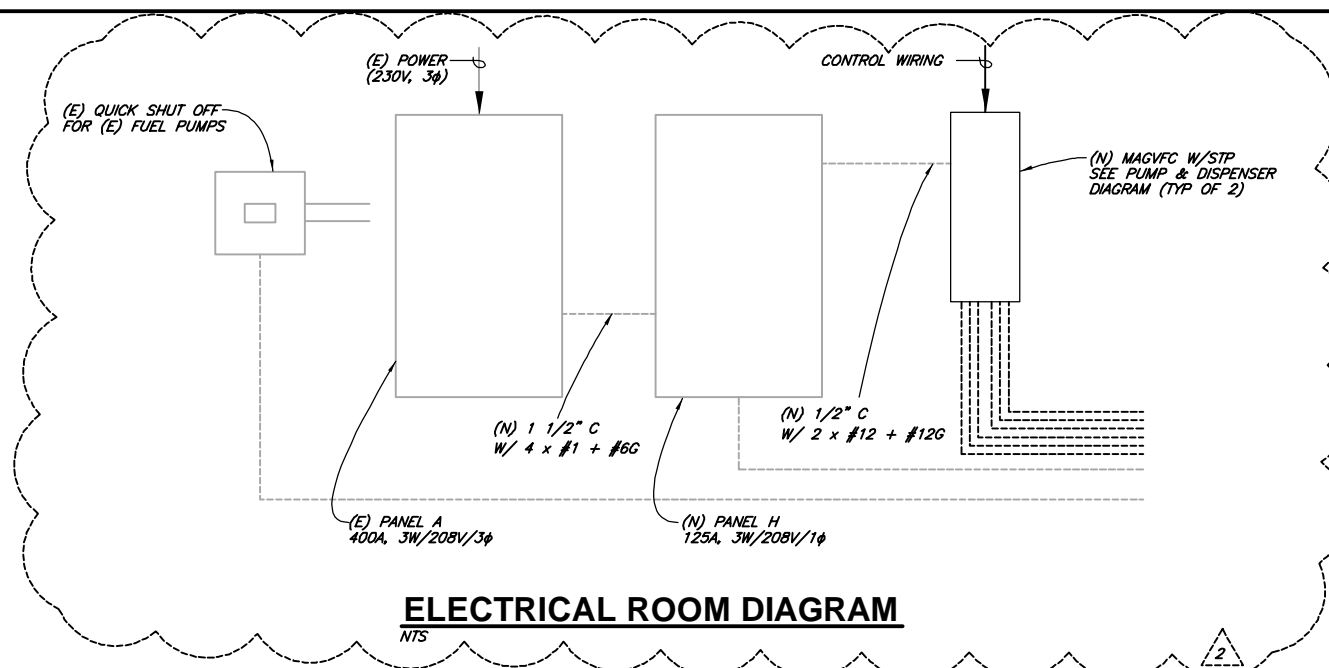 (E) POWER
(230V, 3ϕ)
CONTROL WIRING
(E) QUICK SHUT OFF
FOR (E) FUEL PUMPS
(N) MAGVFC W/STP
SEE PUMP & DISPENSER
DIAGRAM (TYP OF 2)
(N) 1 1/2" C
W/ 4 x #1 + #6G
(N) 1/2" C
W/ 2 x #12 + #12G
(E) PANEL A
400A, 3W/208V/3ϕ
(N) PANEL H
125A, 3W/208V/1ϕ
ELECTRICAL ROOM DIAGRAM
NTS
2